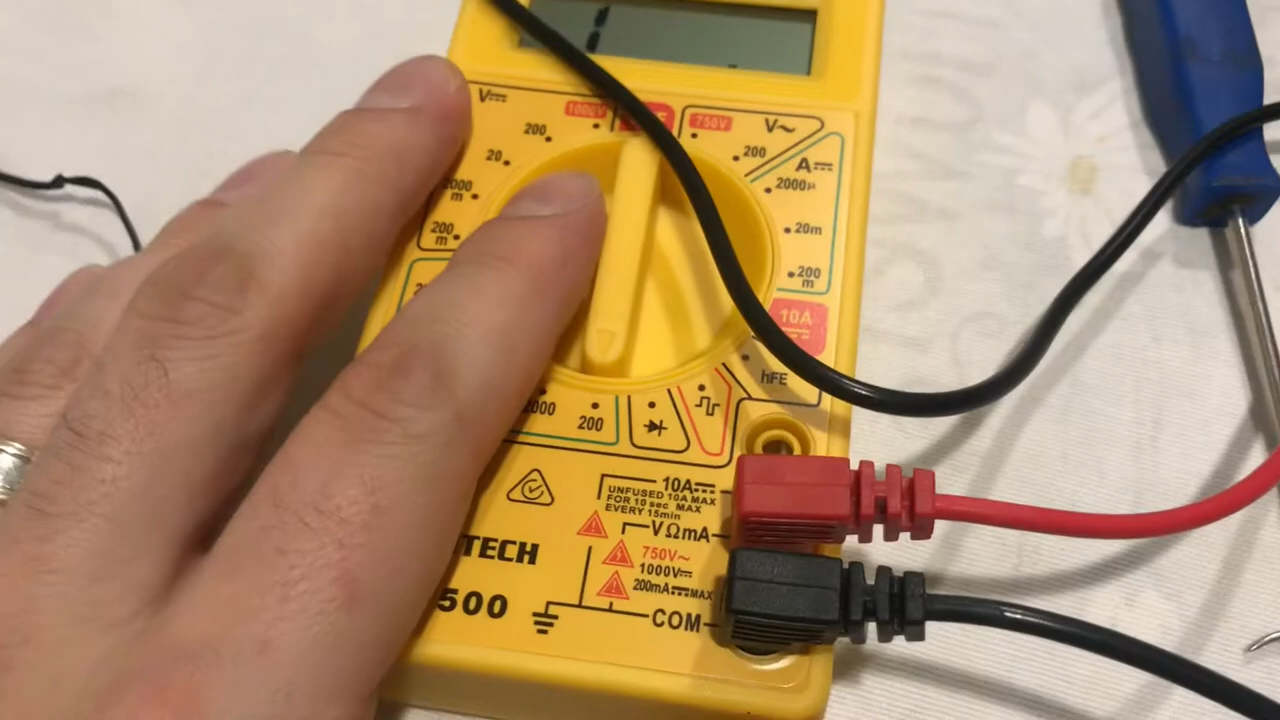 1
V⎓
1000V
750V
V~
200
200
A⎓
20
2000µ
2000
m
20m
200
m
200
m
10A
hFE
2000
200
10A⎓
UNFUSED 10A MAX
FOR 10 sec MAX
EVERY 15min
VΩmA
TECH
750V~
1000V⎓
200mA⎓MAX
500
COM